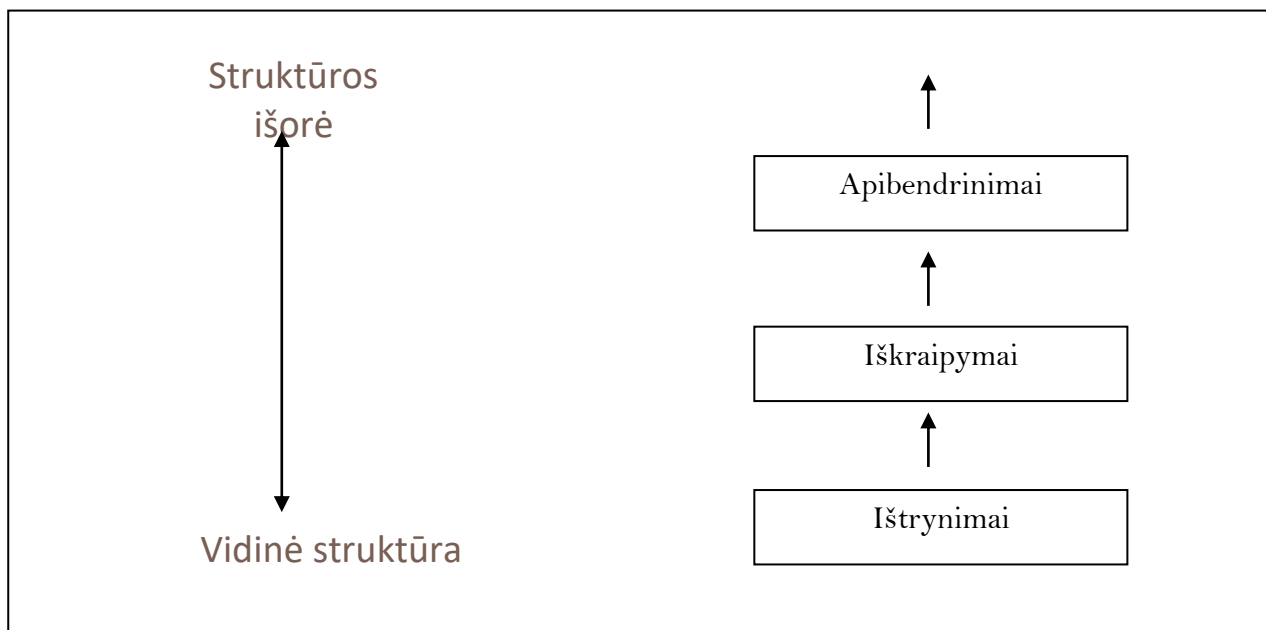 Struktūros
išorė
Apibendrinimai
Iškraipymai
Ištrynimai
Vidinė struktūra